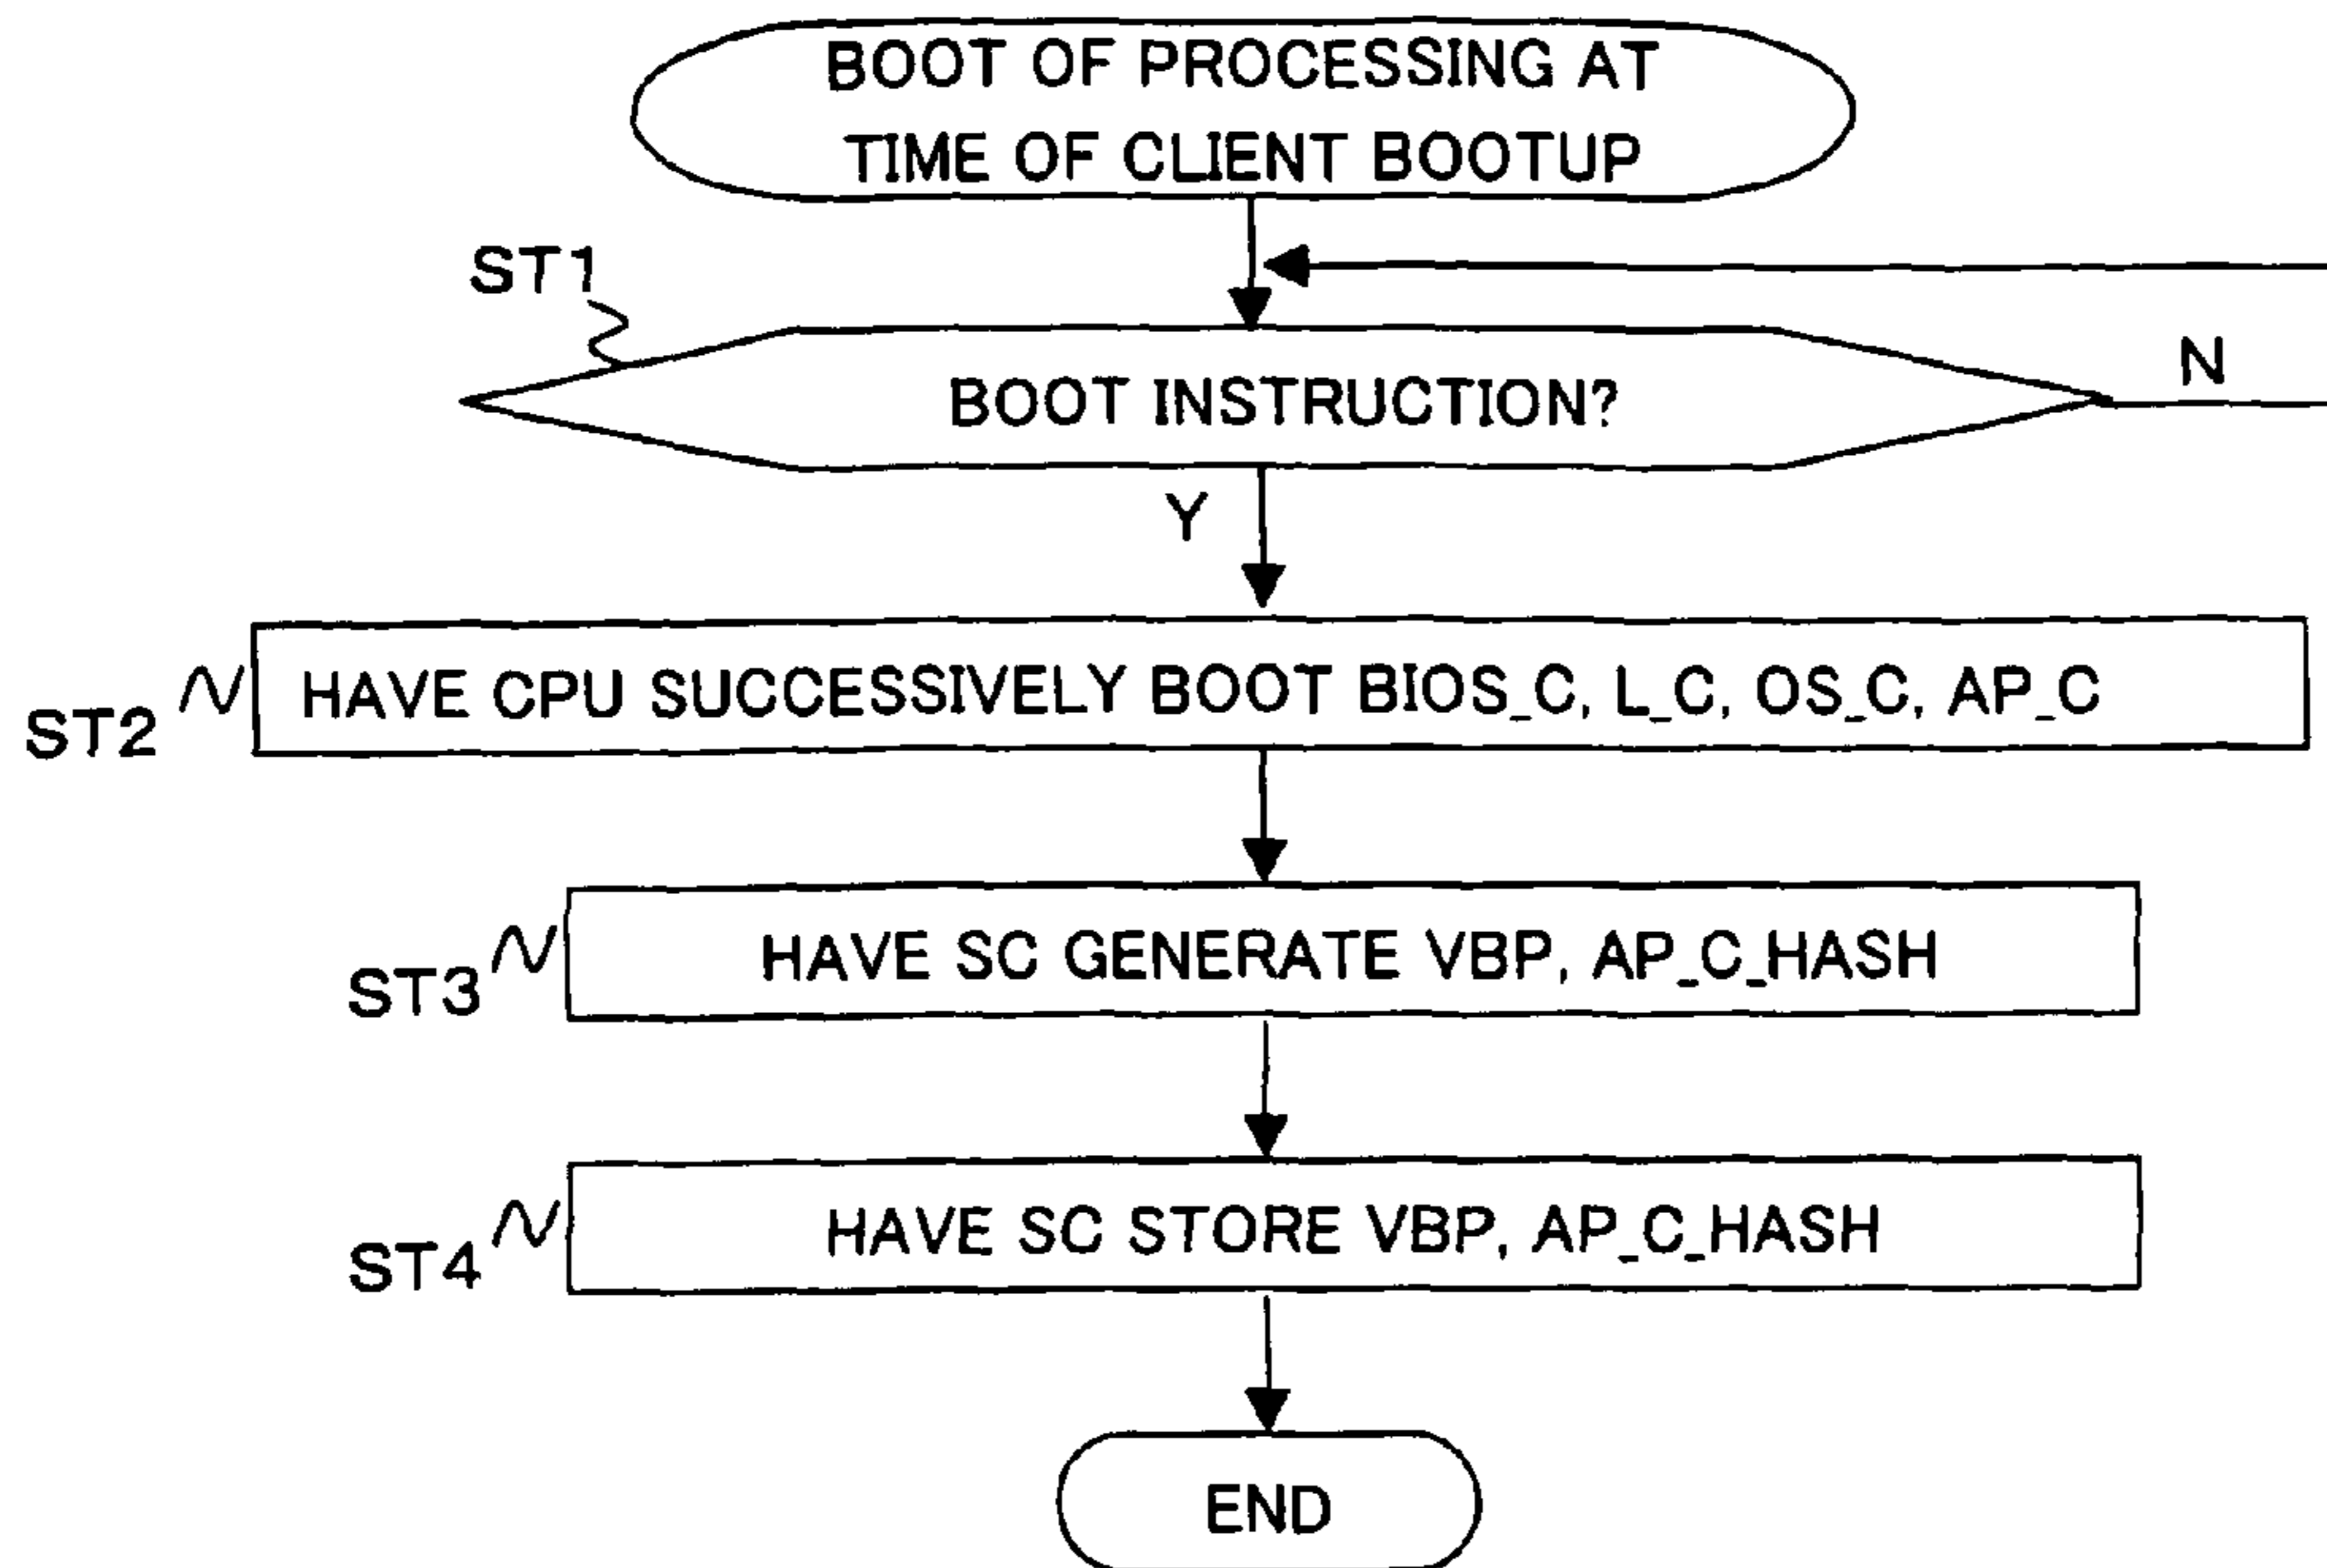 BOOT OF PROCESSING AT
TIME OF CLIENT BOOTUP
ST1
BOOT INSTRUCTION?
N
Y
ST2
HAVE CPU SUCCESSIVELY BOOT BIOS_C, L_C, OS_C, AP_C
ST3
HAVE SC GENERATE VBP, AP_C_HASH
ST4
HAVE SC STORE VBP, AP_C_HASH
END